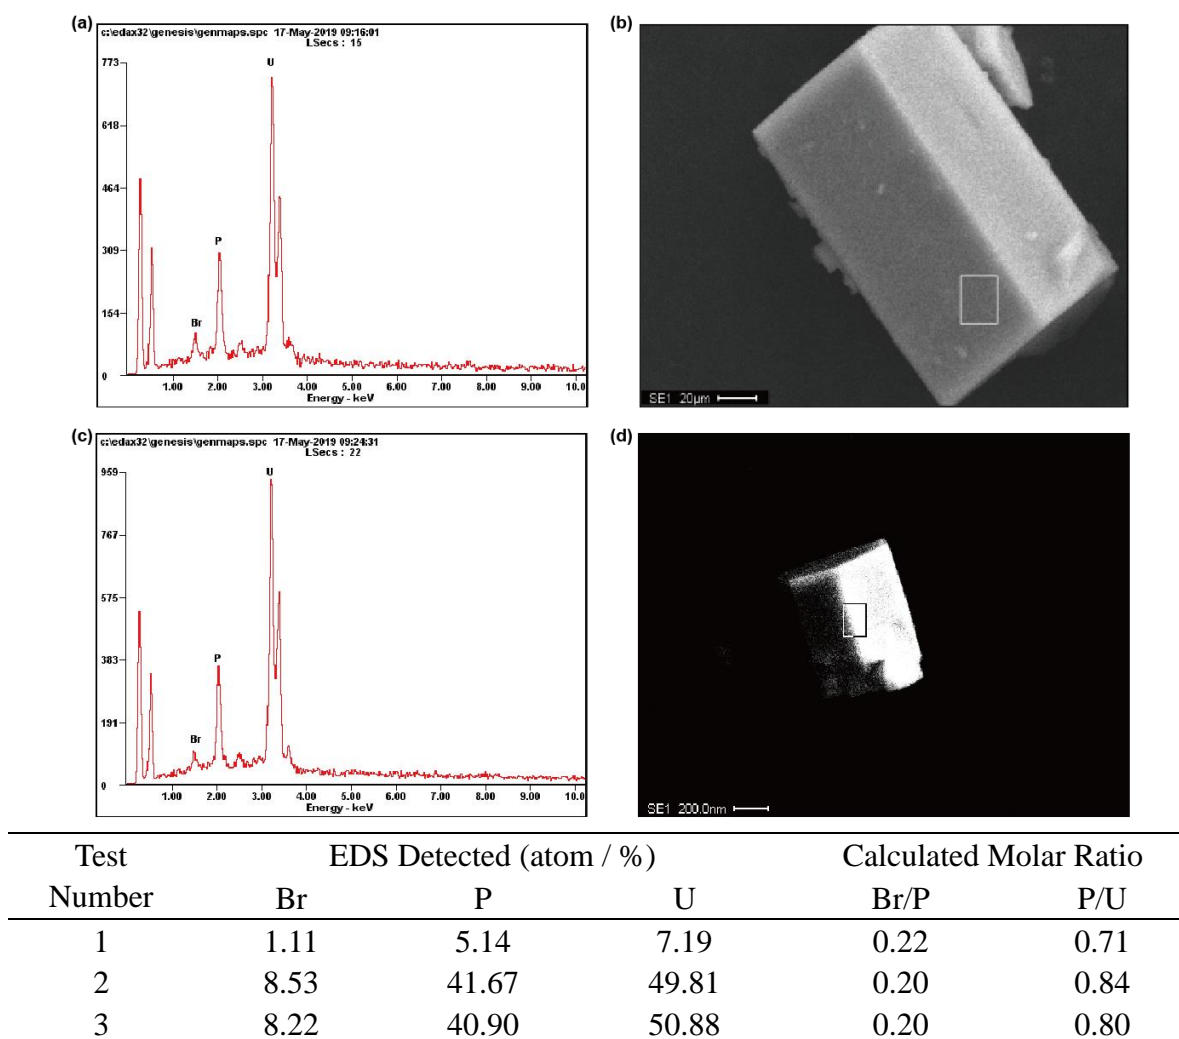 (a)
c:\edax32\genesis\genmaps.spc 17-May-2019 09:16:01
LSecs : 15
U
773
618
464
P
309
154
Br
0
1.00 2.00 3.00 4.00 5.00 6.00 7.00 8.00 9.00 10.0
Energy - keV
(b)
SE1 20µm
(c)
c:\edax32\genesis\genmaps.spc 17-May-2019 09:24:31
LSecs : 22
U
959
767
575
P
383
191
Br
0
1.00 2.00 3.00 4.00 5.00 6.00 7.00 8.00 9.00 10.0
Energy - keV
(d)
SE1 200.0nm
Test Number EDS Detected (atom / %) Calculated Molar Ratio
Br P U Br/P P/U
1 1.11 5.14 7.19 0.22 0.71
2 8.53 41.67 49.81 0.20 0.84
3 8.22 40.90 50.88 0.20 0.80